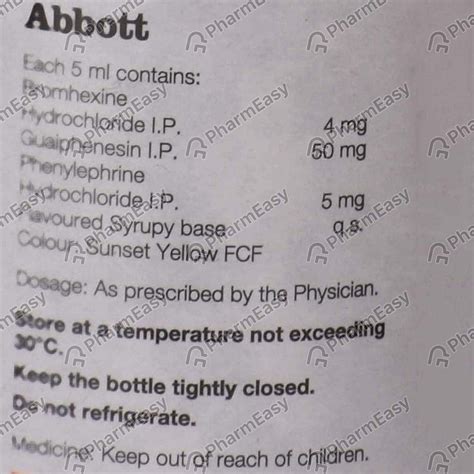 Abbott
Each 5 ml contains:
Bromhexine
Hydrochloride I.P. 4 mg
Guaiphenesin I.P. 50 mg
Phenylephrine
Hydrochloride I.P. 5 mg
Flavoured Syrupy base q.s.
Colour: Sunset Yellow FCF
Dosage: As prescribed by the Physician.
Store at a temperature not exceeding
30°C.
Keep the bottle tightly closed.
Do not refrigerate.
Medicine: Keep out of reach of children.
PharmEasy